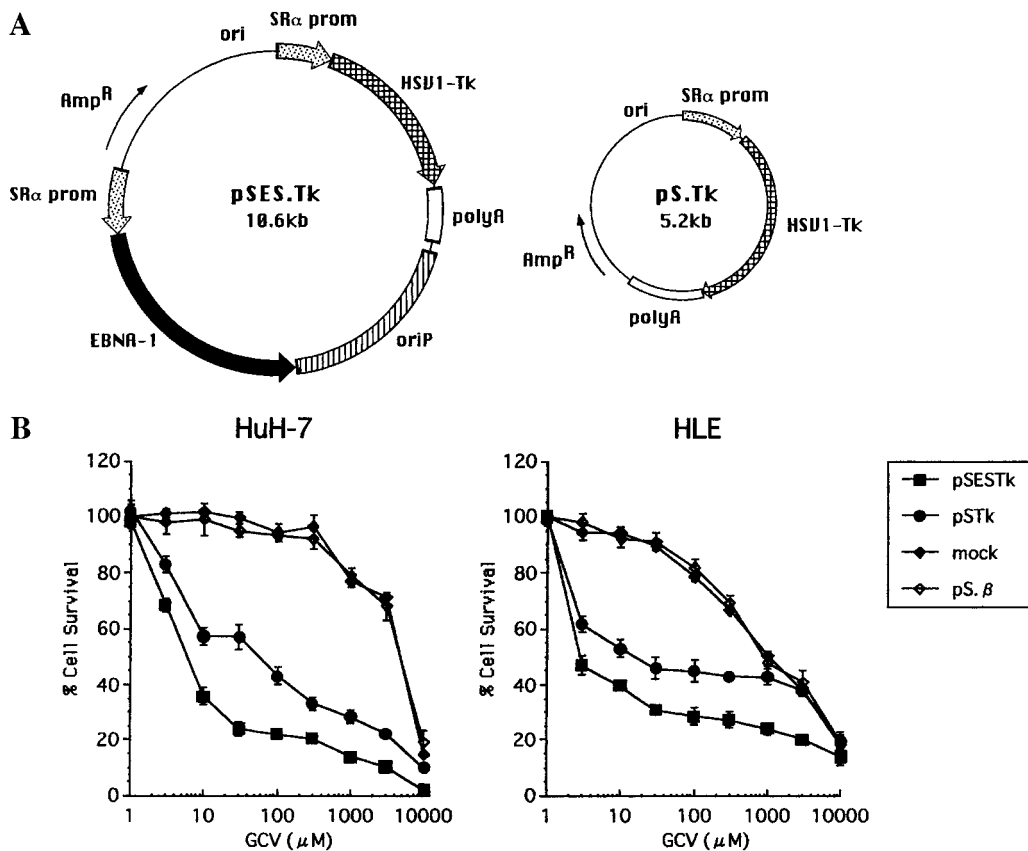 A
ori
SRα prom
HSV1-Tk
AmpR
SRα prom
pSES.Tk
10.6kb
polyA
EBNA-1
oriP
ori
SRα prom
pS.Tk
5.2kb
HSV1-Tk
AmpR
polyA
B
HuH-7
% Cell Survival
120
100
80
60
40
20
0
1
10
100
1000
10000
GCV (μM)
HLE
% Cell Survival
120
100
80
60
40
20
0
1
10
100
1000
10000
GCV (μM)
pSESTk
pSTk
mock
pS.β